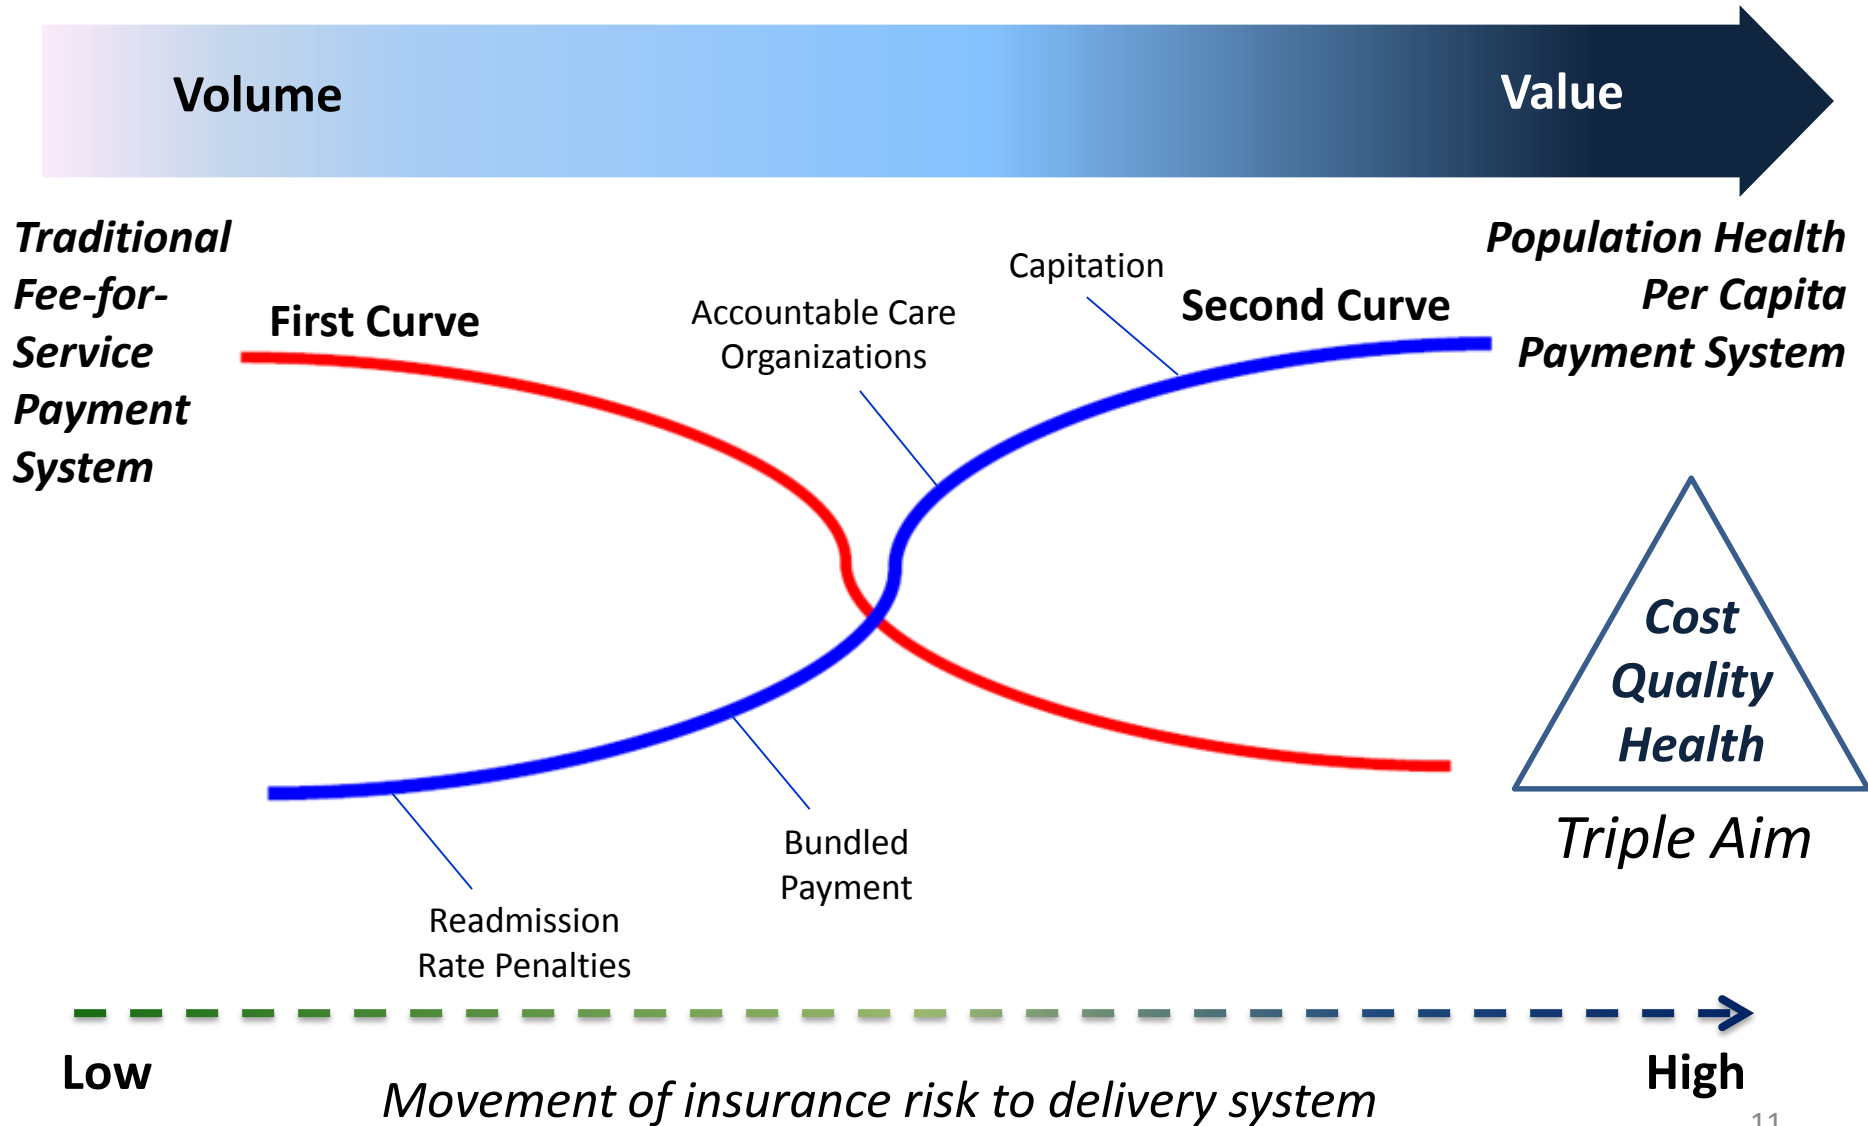 Volume
Value
Traditional
Fee-for-
Service
Payment
System
First Curve
Accountable Care
Organizations
Capitation
Second Curve
Population Health
Per Capita
Payment System
Cost
Quality
Health
Triple Aim
Bundled
Payment
Readmission
Rate Penalties
Low
High
Movement of insurance risk to delivery system
11